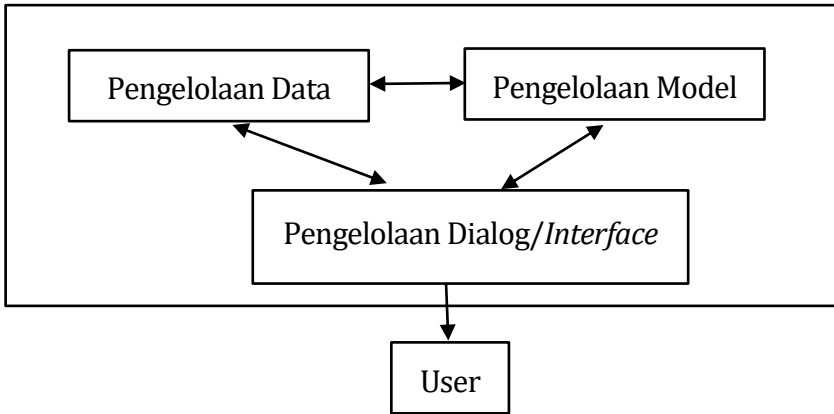 Pengelolaan Data
Pengelolaan Model
Pengelolaan Dialog/Interface
User